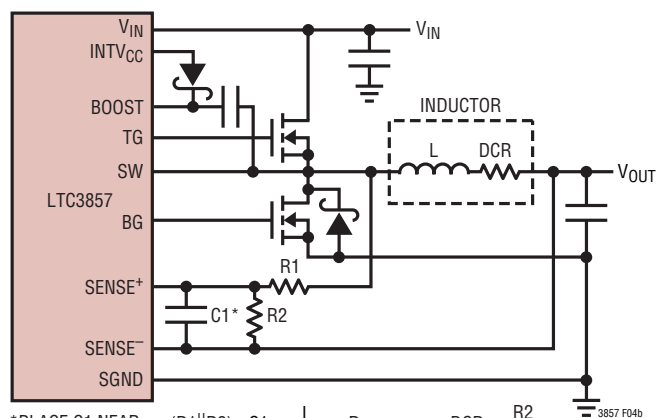 VIN
VIN
INTVCC
INDUCTOR
BOOST
TG
L
DCR
SW
VOUT
LTC3857
BG
R1
SENSE+
C1*
R2
SENSE–
SGND
R2
3857 F04b